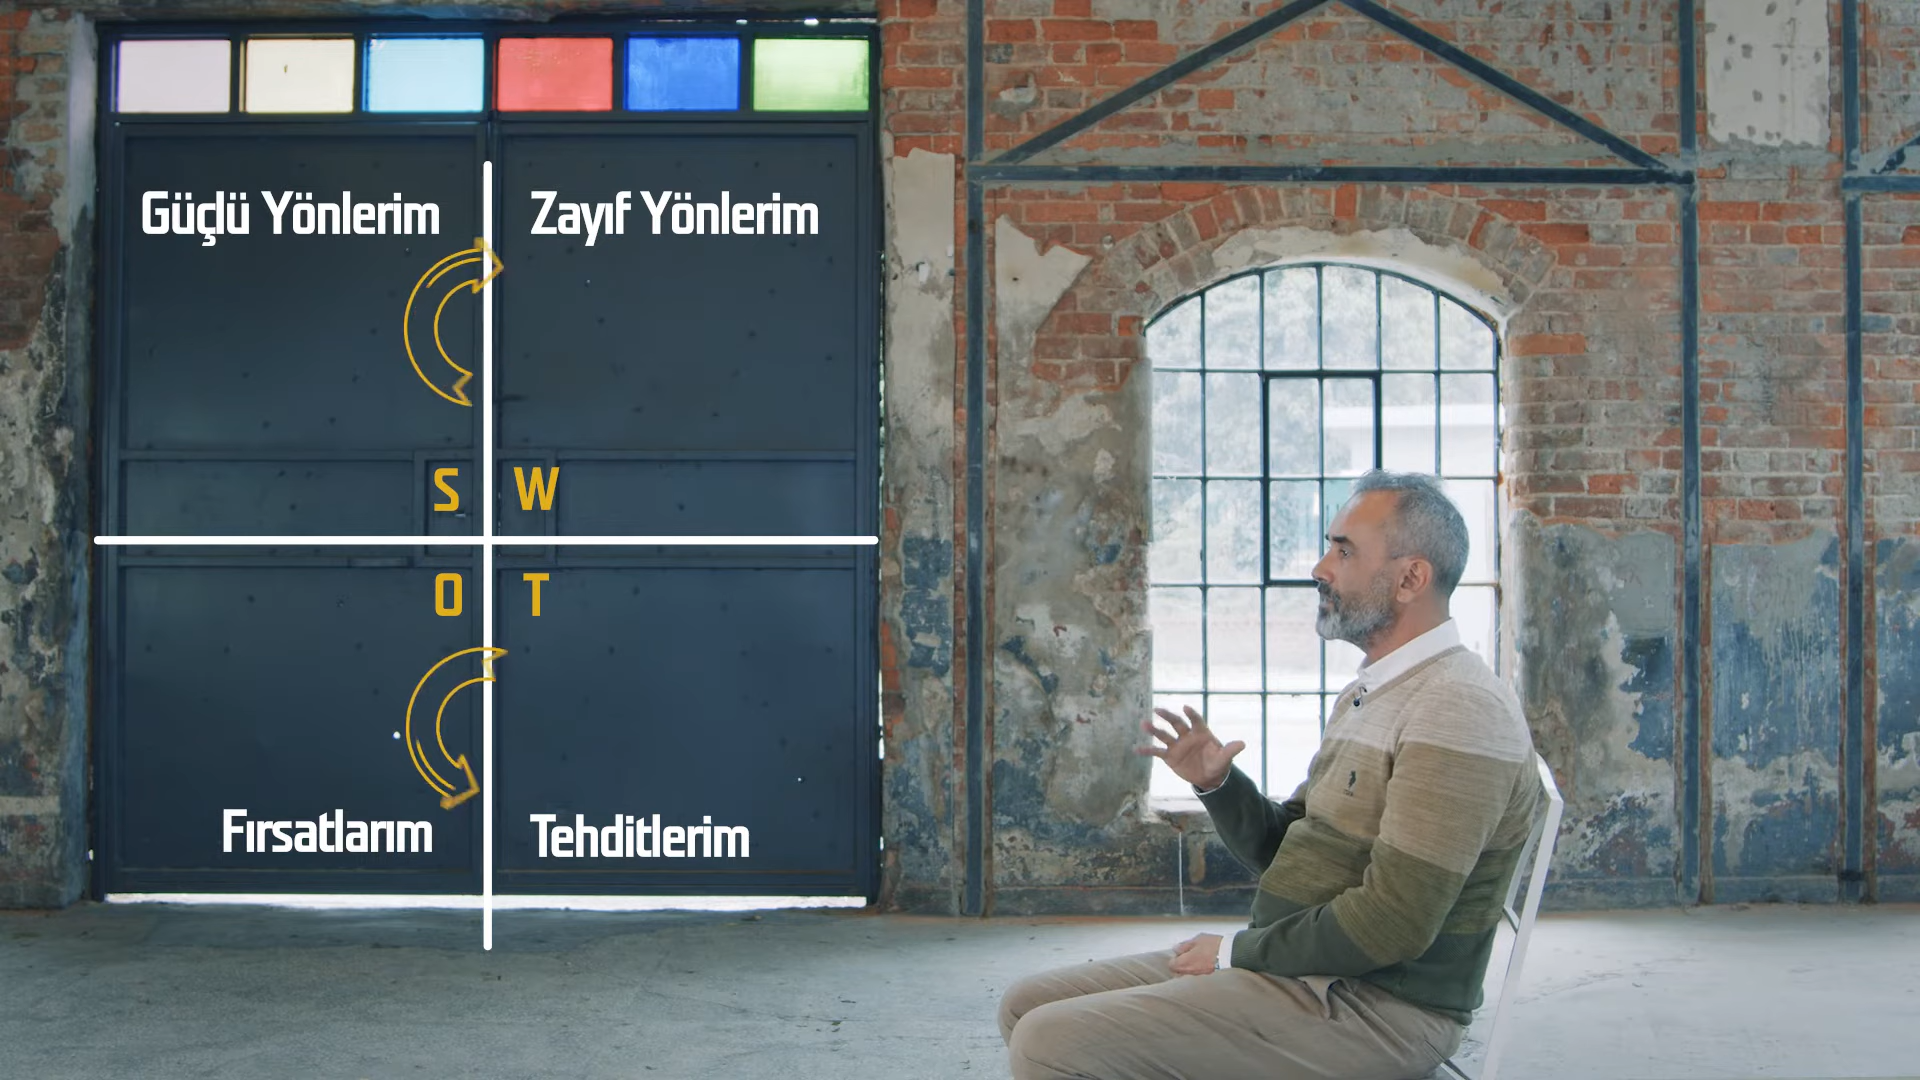 Güçlü Yönlerim
Zayıf Yönlerim
S
W
O
T
Fırsatlarım
Tehditlerim